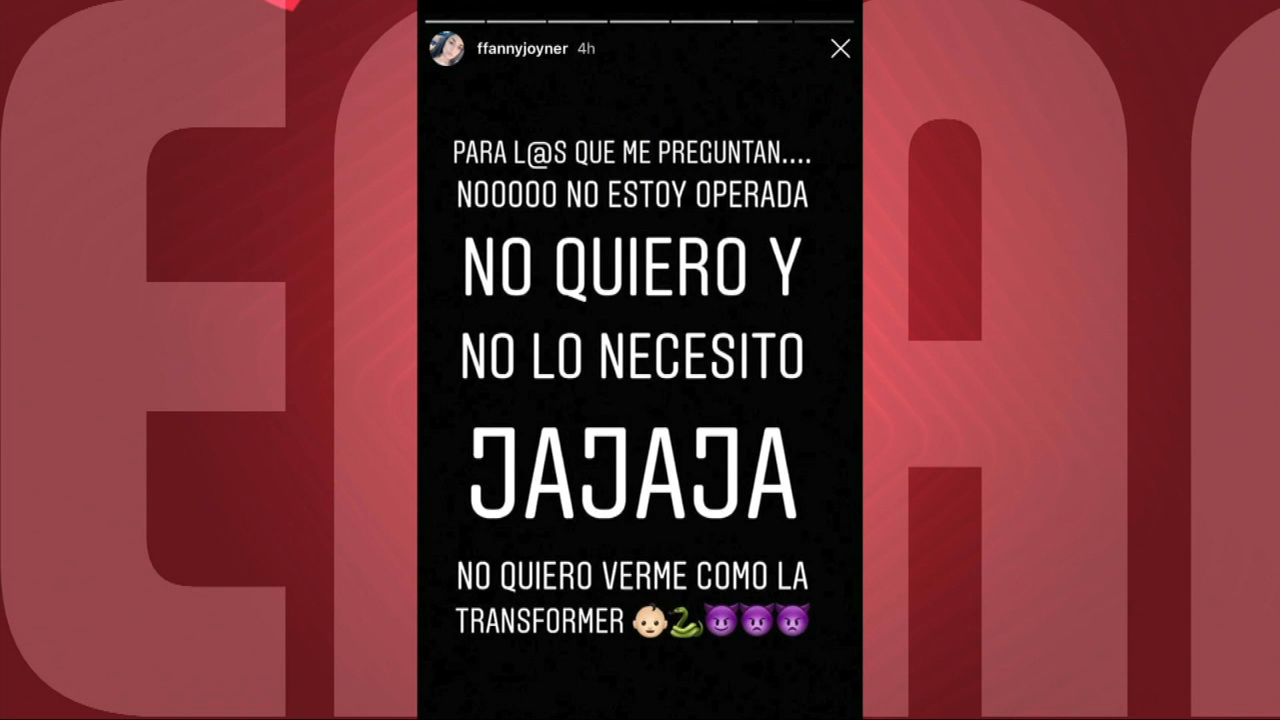 ffannyjoyner 4h
PARA L@S QUE ME PREGUNTAN....
NOOOOO NO ESTOY OPERADA
NO QUIERO Y
NO LO NECESITO
JAJAJA
NO QUIERO VERME COMO LA
TRANSFORMER 👶🏻🐍😈👿👿